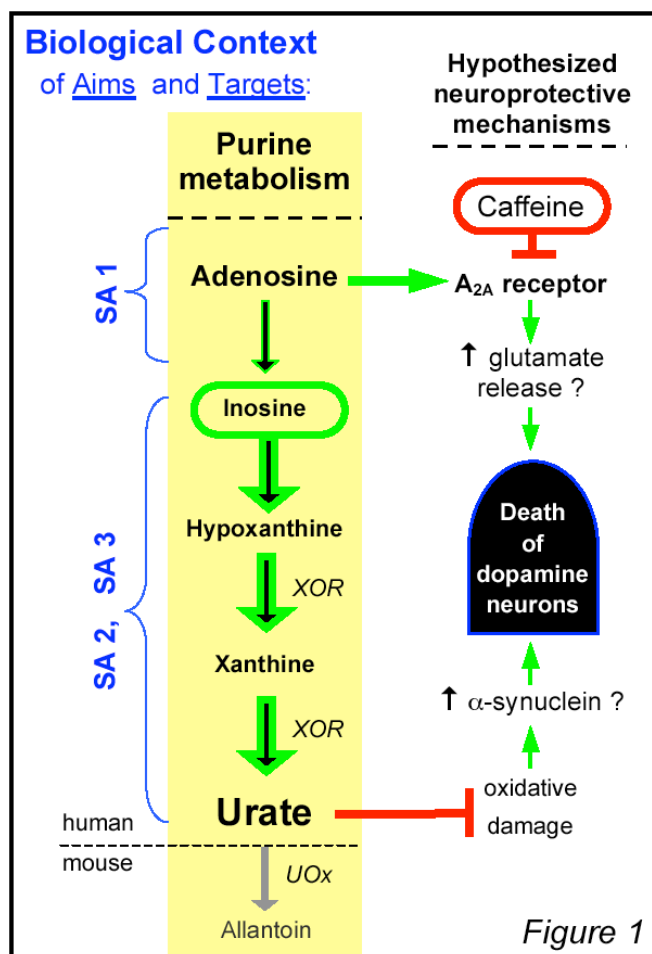 Biological Context
of Aims and Targets:
Purine
metabolism
SA 1
Adenosine
Inosine
SA 2, SA 3
Hypoxanthine
XOR
Xanthine
XOR
Urate
human
mouse
UOx
Allantoin
Hypothesized
neuroprotective
mechanisms
Caffeine
A2A receptor
↑ glutamate
release ?
Death
of
dopamine
neurons
↑ α-synuclein ?
oxidative
damage
Figure 1